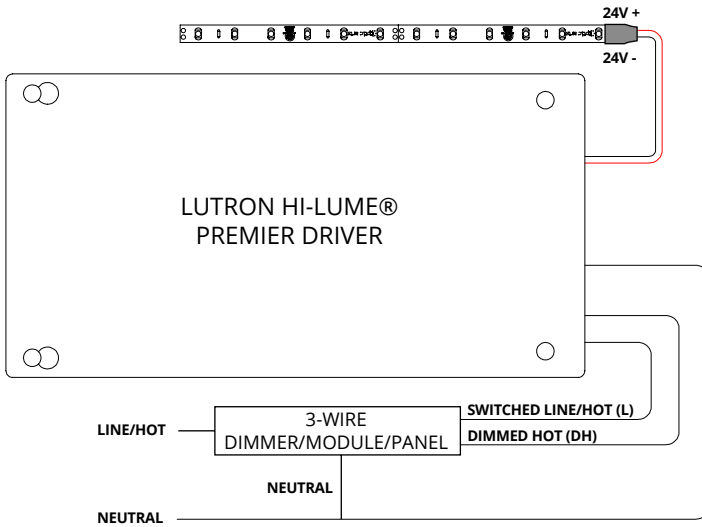 24V +
24V -
LUTRON HI-LUME®
PREMIER DRIVER
SWITCHED LINE/HOT (L)
LINE/HOT
3-WIRE
DIMMER/MODULE/PANEL
DIMMED HOT (DH)
NEUTRAL
NEUTRAL